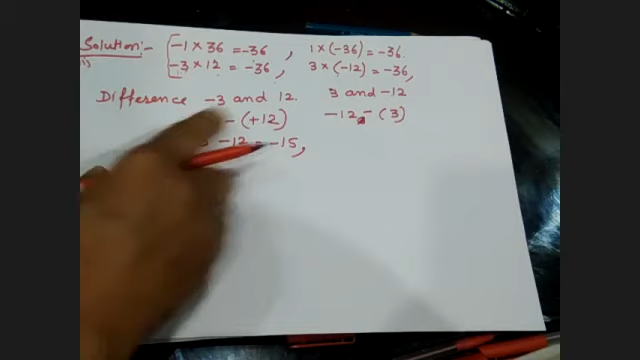 Solution:- -1 × 36 = -36 , 1 × (-36) = -36.
(i) -3 × 12 = -36, 3 × (-12) = -36,
Difference -3 and 12. 3 and -12
- (+12) -12 - (3)
-12 = -15,